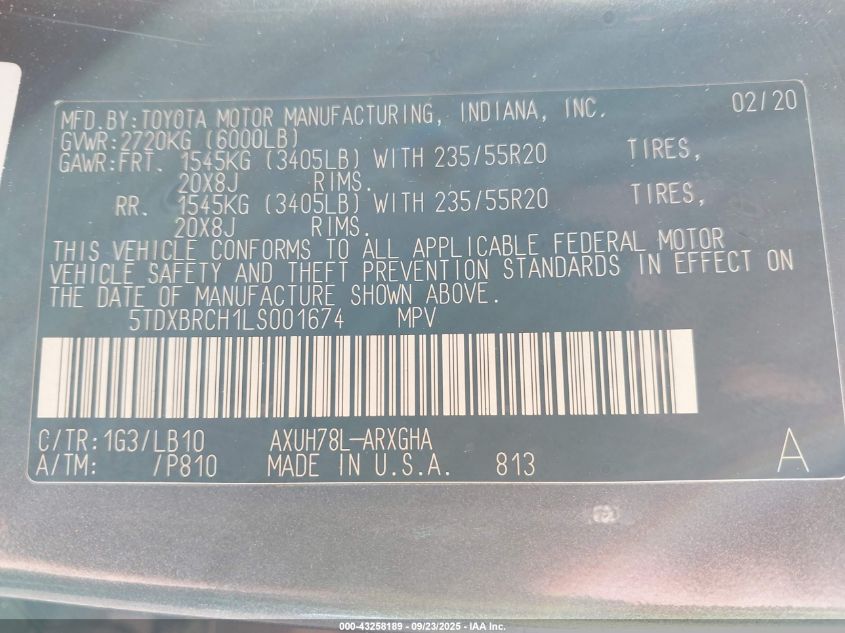 MFD. BY: TOYOTA MOTOR MANUFACTURING, INDIANA, INC. 02/20
GVWR: 2720KG (6000LB)
GAWR: FRT. 1545KG (3405LB) WITH 235/55R20 TIRES,
20X8J RIMS.
RR. 1545KG (3405LB) WITH 235/55R20 TIRES,
20X8J RIMS.
THIS VEHICLE CONFORMS TO ALL APPLICABLE FEDERAL MOTOR
VEHICLE SAFETY AND THEFT PREVENTION STANDARDS IN EFFECT ON
THE DATE OF MANUFACTURE SHOWN ABOVE.
5TDXBRCH1LS001674 MPV
C/TR: 1G3/LB10 AXUH78L-ARXGHA
A/TM: /P810 MADE IN U.S.A. 813 A
000-43258189 - 09/23/2025 - IAA Inc.